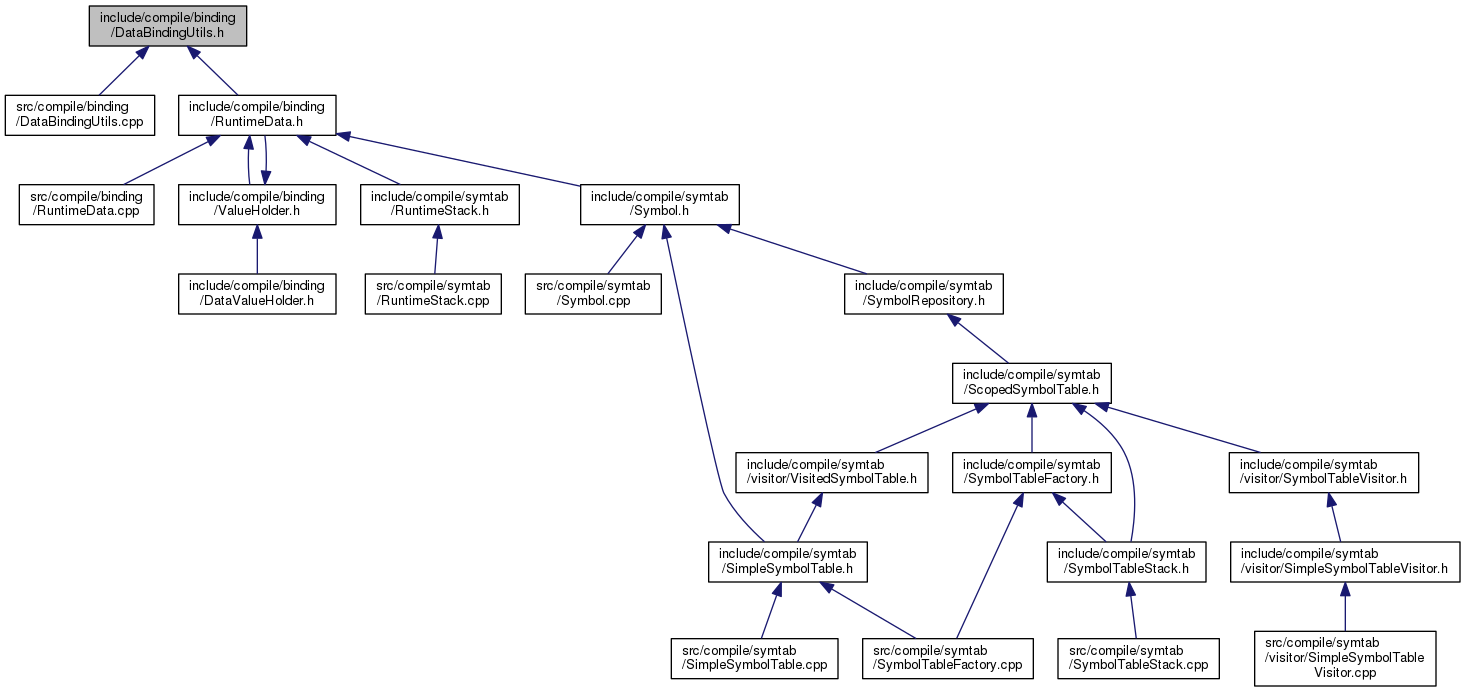 include/compile/binding
/DataBindingUtils.h
src/compile/binding
/DataBindingUtils.cpp
include/compile/binding
/RuntimeData.h
src/compile/binding
/RuntimeData.cpp
include/compile/binding
/ValueHolder.h
include/compile/symtab
/RuntimeStack.h
include/compile/symtab
/Symbol.h
include/compile/binding
/DataValueHolder.h
src/compile/symtab
/RuntimeStack.cpp
src/compile/symtab
/Symbol.cpp
include/compile/symtab
/SymbolRepository.h
include/compile/symtab
/ScopedSymbolTable.h
include/compile/symtab
/visitor/VisitedSymbolTable.h
include/compile/symtab
/SymbolTableFactory.h
include/compile/symtab
/visitor/SymbolTableVisitor.h
include/compile/symtab
/SimpleSymbolTable.h
include/compile/symtab
/SymbolTableStack.h
include/compile/symtab
/visitor/SimpleSymbolTableVisitor.h
src/compile/symtab
/SimpleSymbolTable.cpp
src/compile/symtab
/SymbolTableFactory.cpp
src/compile/symtab
/SymbolTableStack.cpp
src/compile/symtab
/visitor/SimpleSymbolTable
Visitor.cpp